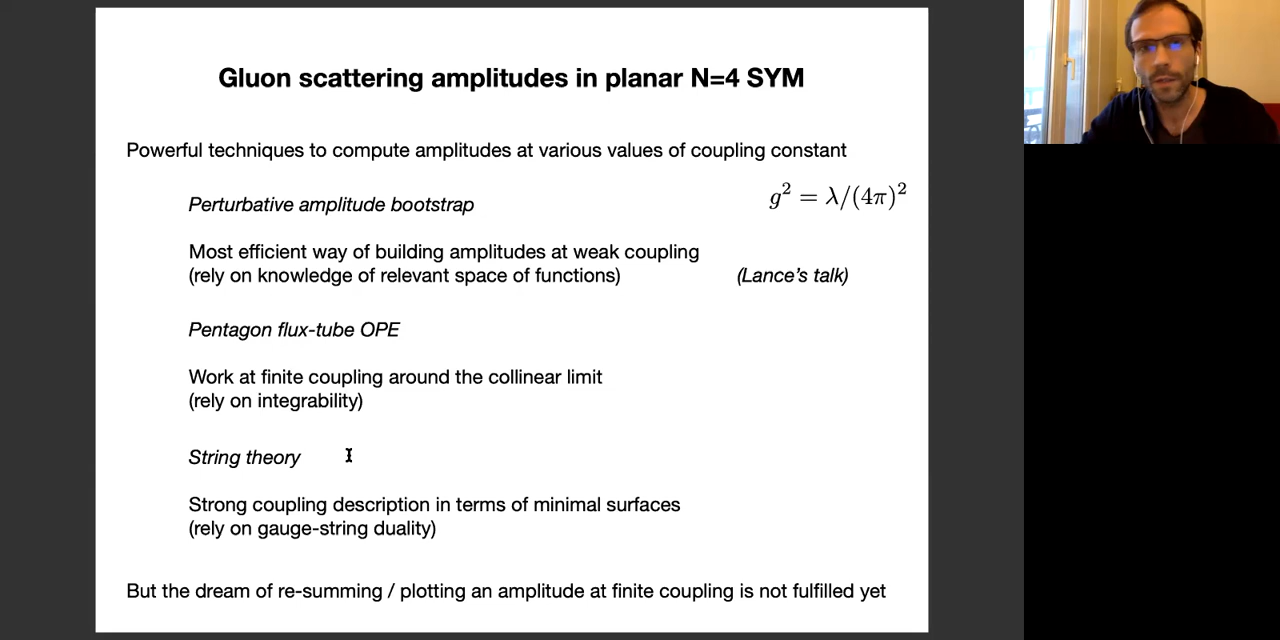 Gluon scattering amplitudes in planar N=4 SYM
Powerful techniques to compute amplitudes at various values of coupling constant
g² = λ/(4π)²
Perturbative amplitude bootstrap
Most efficient way of building amplitudes at weak coupling
(rely on knowledge of relevant space of functions) (Lance's talk)
Pentagon flux-tube OPE
Work at finite coupling around the collinear limit
(rely on integrability)
String theory
Strong coupling description in terms of minimal surfaces
(rely on gauge-string duality)
But the dream of re-summing / plotting an amplitude at finite coupling is not fulfilled yet